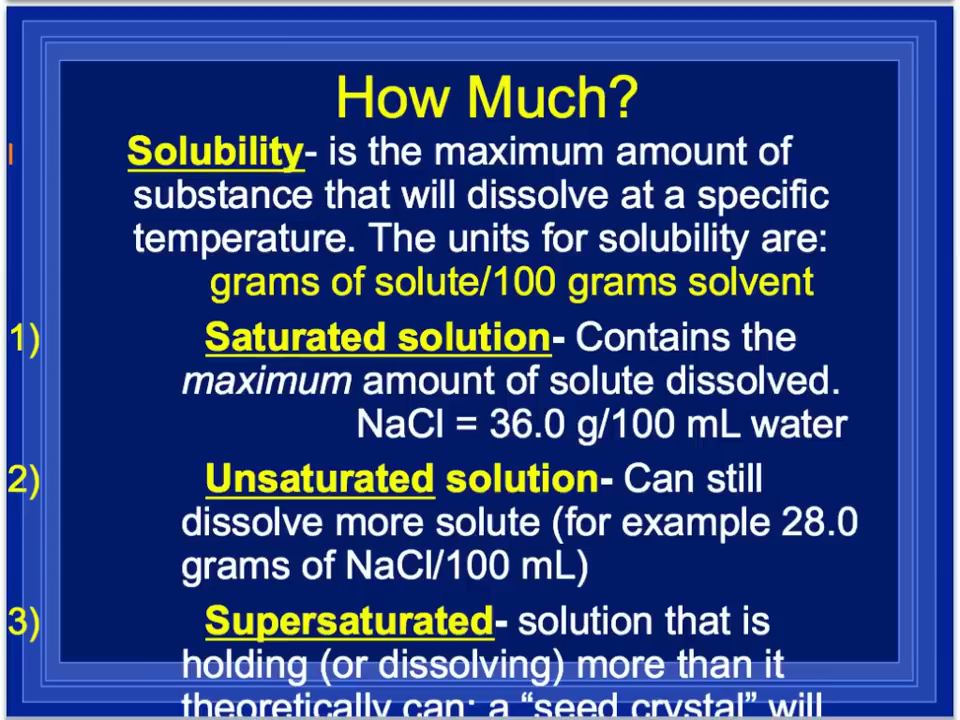 How Much?
Solubility- is the maximum amount of
substance that will dissolve at a specific
temperature. The units for solubility are:
grams of solute/100 grams solvent
1) Saturated solution- Contains the
maximum amount of solute dissolved.
NaCl = 36.0 g/100 mL water
2) Unsaturated solution- Can still
dissolve more solute (for example 28.0
grams of NaCl/100 mL)
3) Supersaturated- solution that is
holding (or dissolving) more than it
theoretically can; a “seed crystal” will